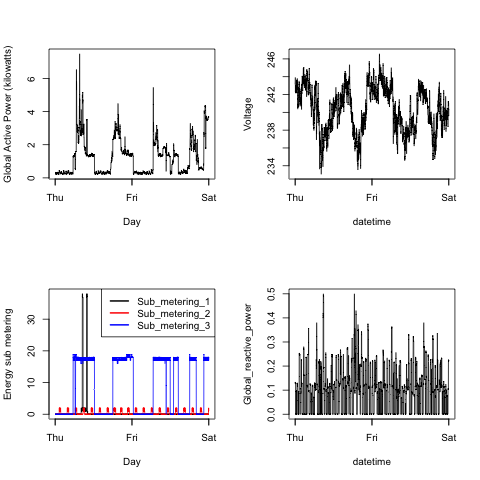 Global Active Power (kilowatts)
0 2 4 6
Thu Fri Sat
Day
Voltage
234 238 242 246
Thu Fri Sat
datetime
Energy sub metering
0 10 20 30
Sub_metering_1
Sub_metering_2
Sub_metering_3
Thu Fri Sat
Day
Global_reactive_power
0.0 0.1 0.2 0.3 0.4 0.5
Thu Fri Sat
datetime